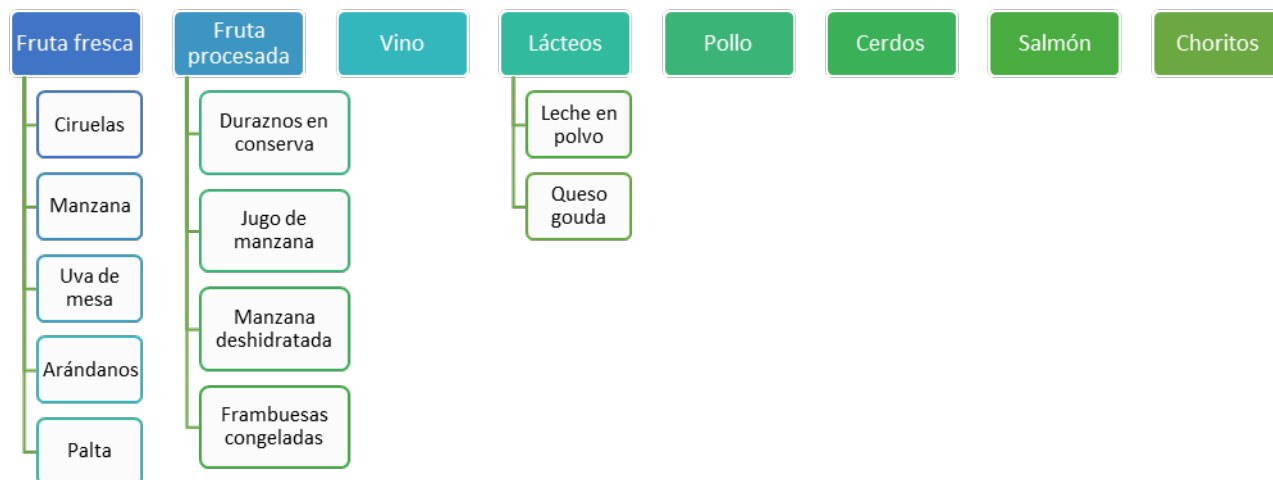 Fruta fresca
Ciruelas
Manzana
Uva de
mesa
Arándanos
Palta
Fruta
procesada
Duraznos en
conserva
Jugo de
manzana
Manzana
deshidratada
Frambuesas
congeladas
Vino
Lácteos
Leche en
polvo
Queso
gouda
Pollo
Cerdos
Salmón
Choritos